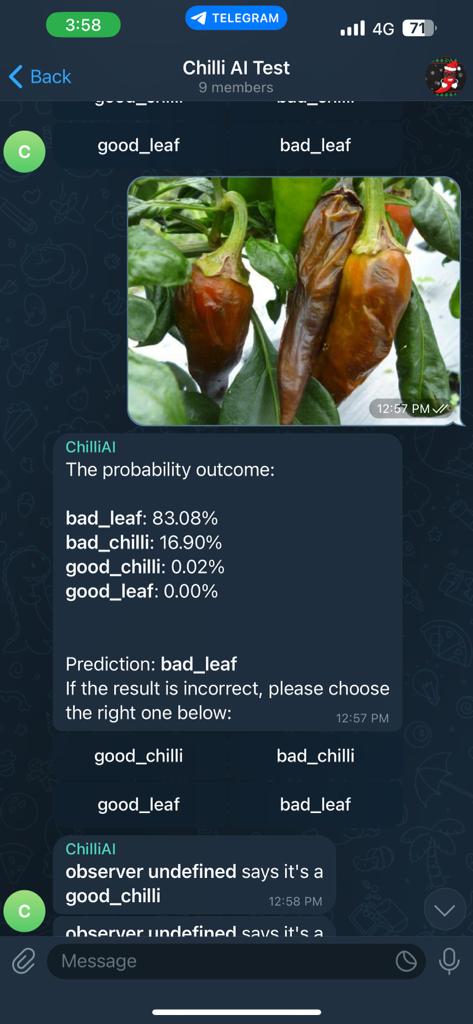 3:58
TELEGRAM
4G
71
Back
Chilli AI Test
9 members
good_chilli bad_chilli
C
good_leaf bad_leaf
12:57 PM
ChilliAI
The probability outcome:
bad_leaf: 83.08%
bad_chilli: 16.90%
good_chilli: 0.02%
good_leaf: 0.00%
Prediction: bad_leaf
If the result is incorrect, please choose
the right one below:
12:57 PM
good_chilli bad_chilli
good_leaf bad_leaf
ChilliAI
observer undefined says it's a
good_chilli
12:58 PM
C
observer undefined says it's a
Message